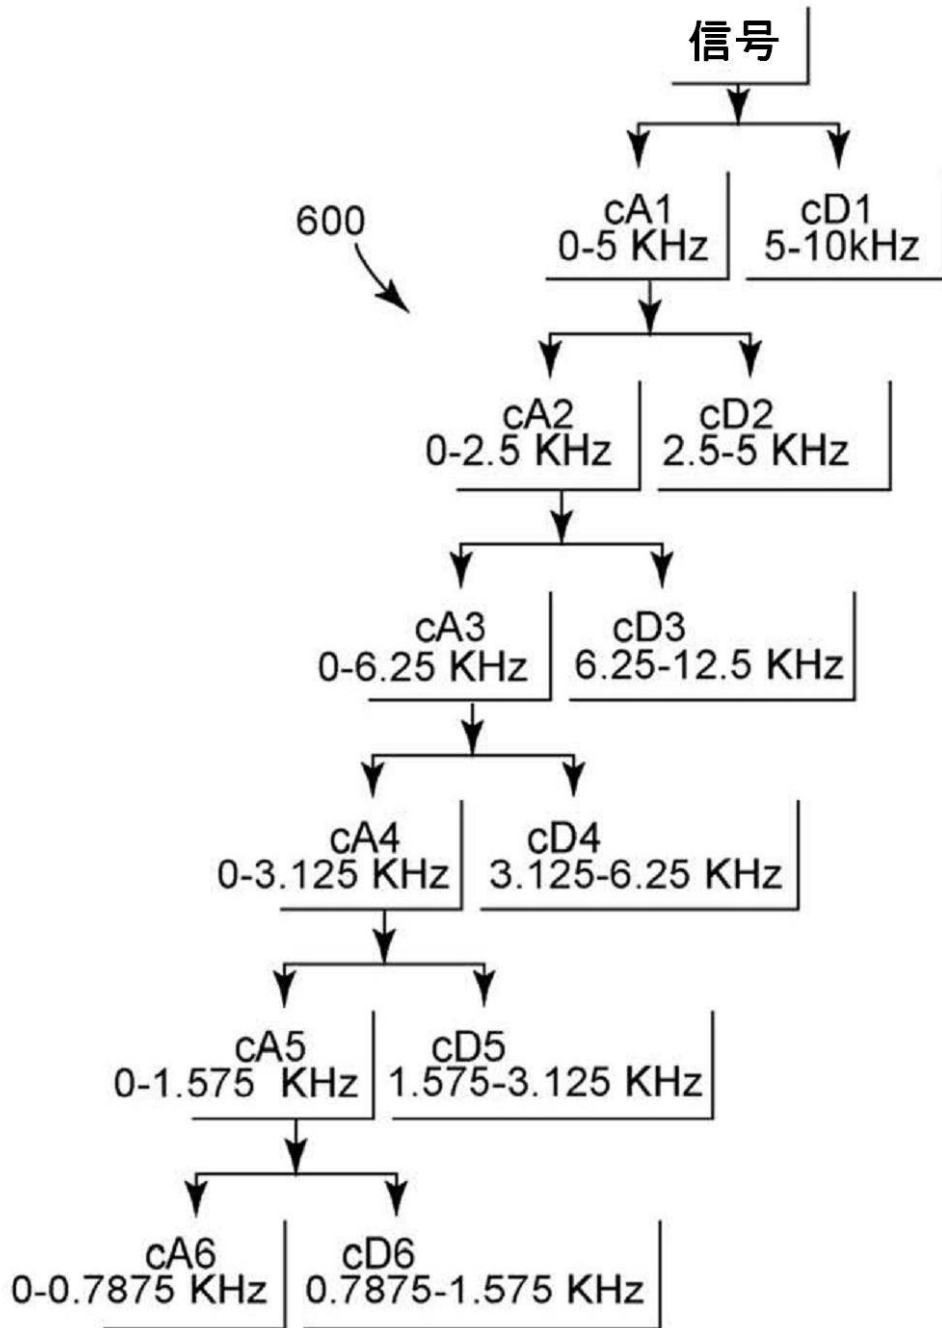 信号
cA1
0-5 KHz
cD1
5-10kHz
600
cA2
0-2.5 KHz
cD2
2.5-5 KHz
cA3
0-6.25 KHz
cD3
6.25-12.5 KHz
cA4
0-3.125 KHz
cD4
3.125-6.25 KHz
cA5
0-1.575 KHz
cD5
1.575-3.125 KHz
cA6
0-0.7875 KHz
cD6
0.7875-1.575 KHz